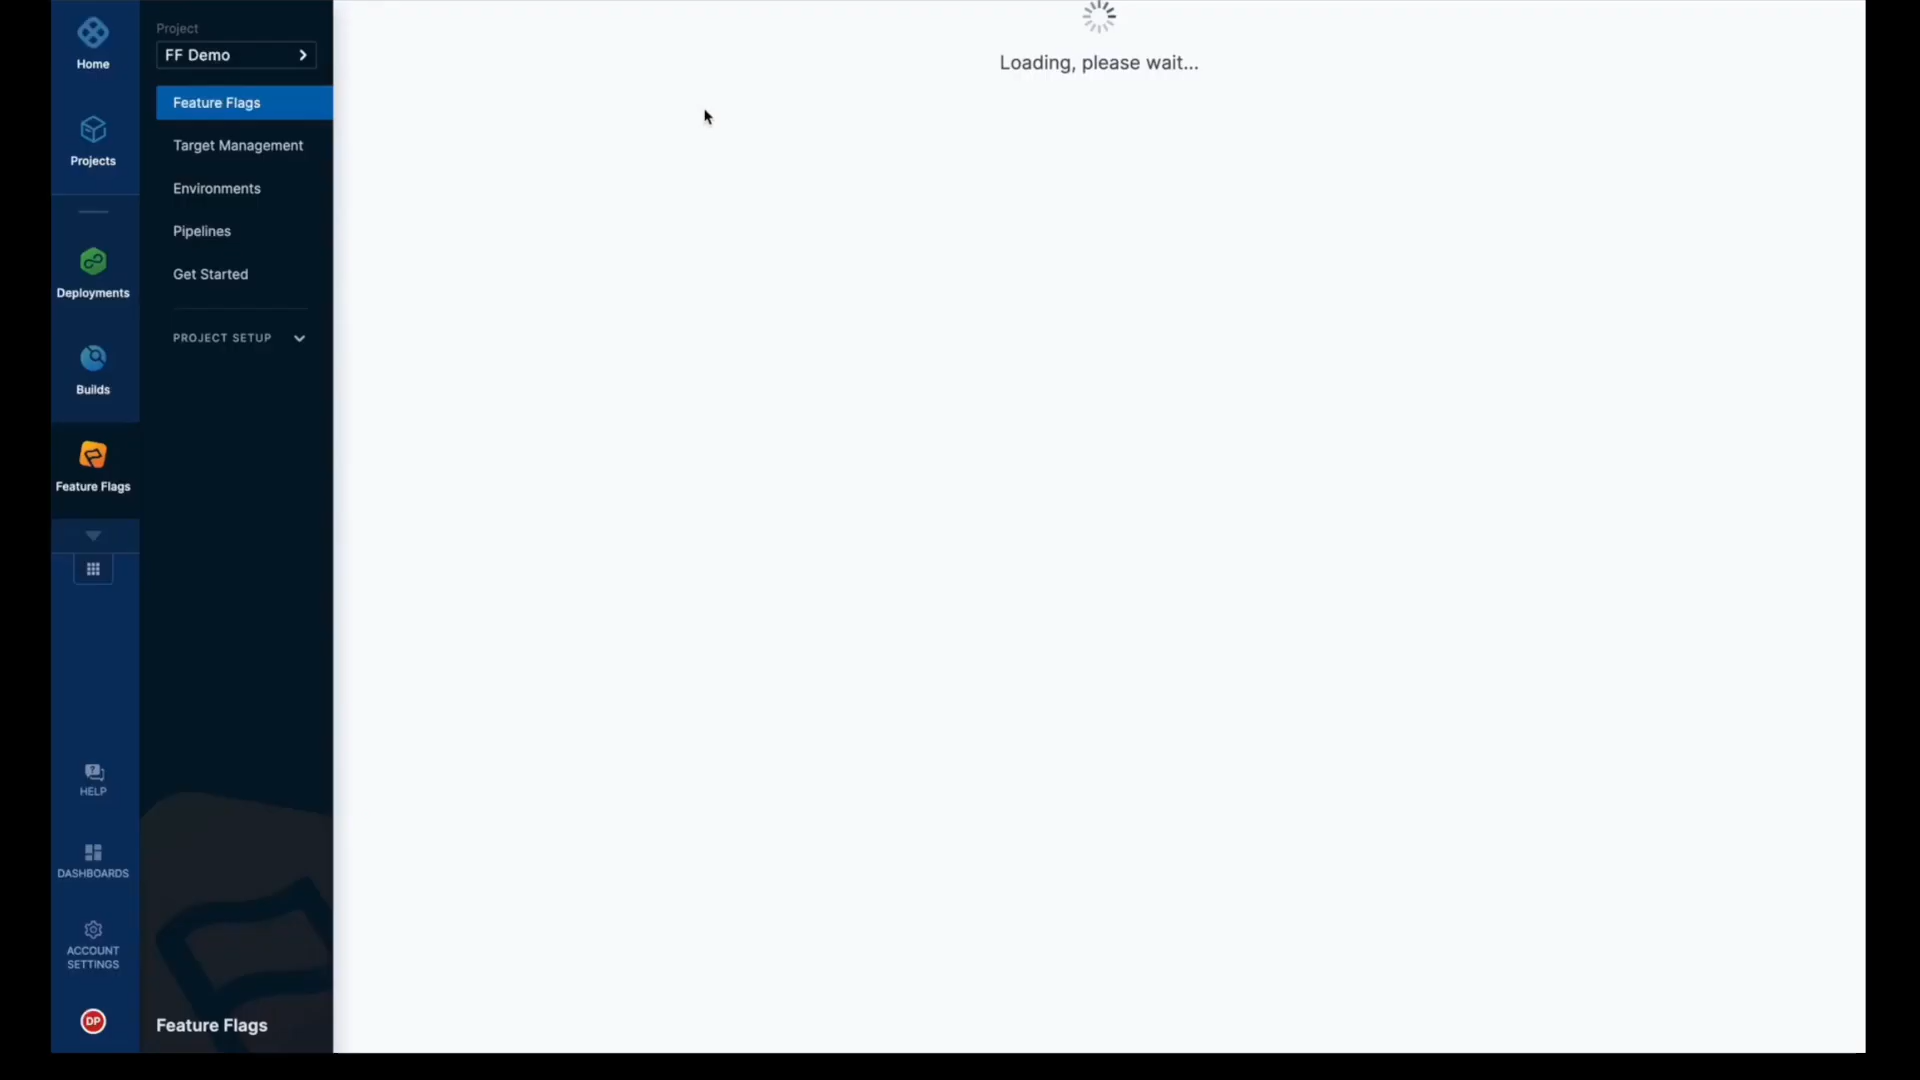 Home
Projects
Deployments
Builds
Feature Flags
HELP
DASHBOARDS
ACCOUNT
SETTINGS
DP
Project
FF Demo
Feature Flags
Target Management
Environments
Pipelines
Get Started
PROJECT SETUP
Feature Flags
Loading, please wait...